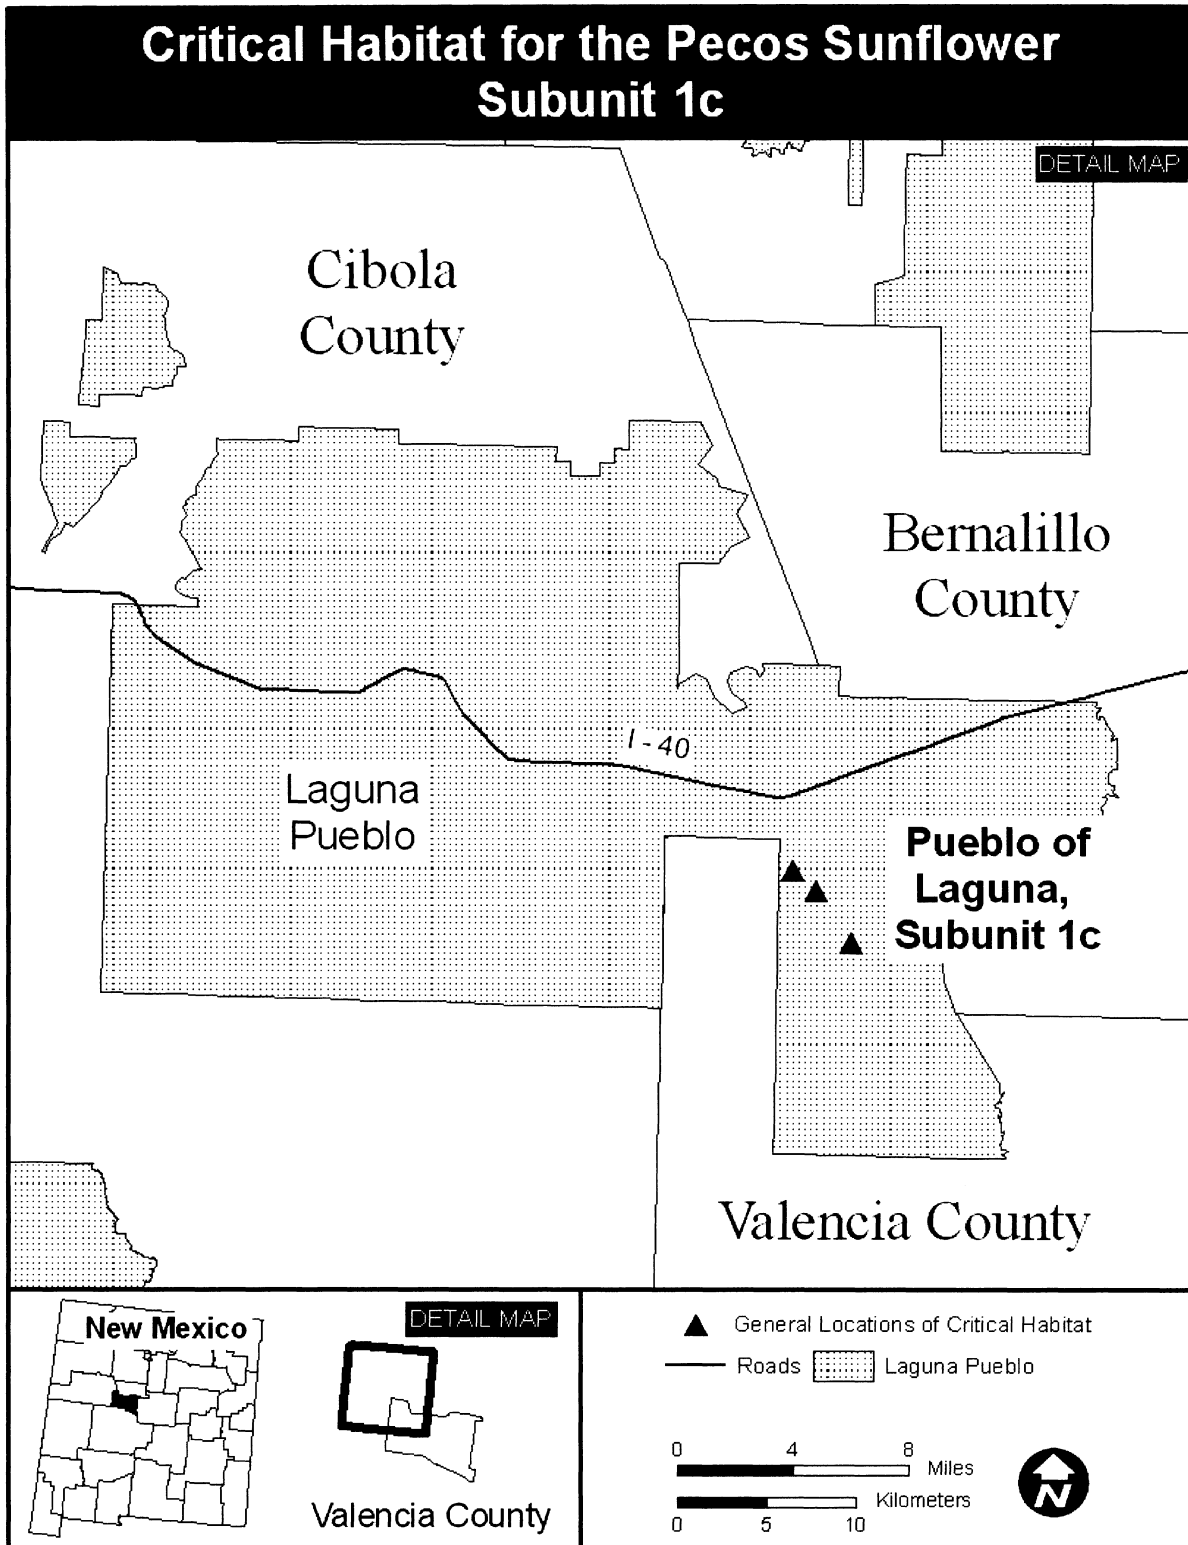 Critical Habitat for the Pecos Sunflower
Subunit 1c
DETAIL MAP
Cibola
County
Bernalillo
County
I - 40
Laguna
Pueblo
Pueblo of
Laguna,
Subunit 1c
Valencia County
New Mexico
DETAIL MAP
Valencia County
General Locations of Critical Habitat
Roads
Laguna Pueblo
0 4 8
Miles
Kilometers
0 5 10
N